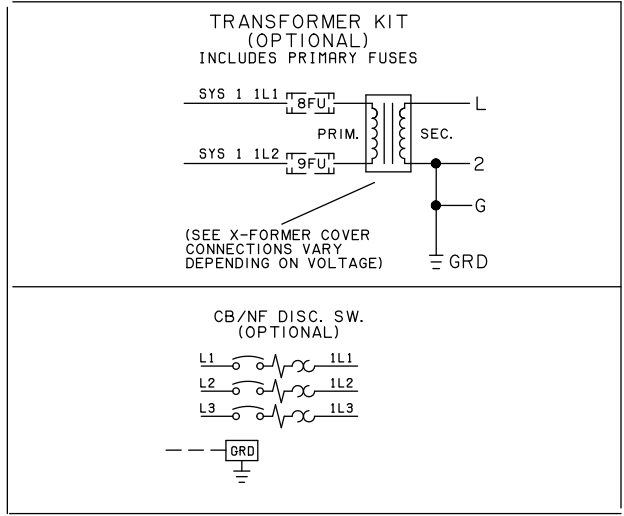 TRANSFORMER KIT
(OPTIONAL)
INCLUDES PRIMARY FUSES
SYS 1 1L1
8FU
L
PRIM.
SEC.
SYS 1 1L2
9FU
2
G
(SEE X-FORMER COVER
CONNECTIONS VARY
DEPENDING ON VOLTAGE)
GRD
CB/NF DISC. SW.
(OPTIONAL)
L1 1L1
L2 1L2
L3 1L3
GRD